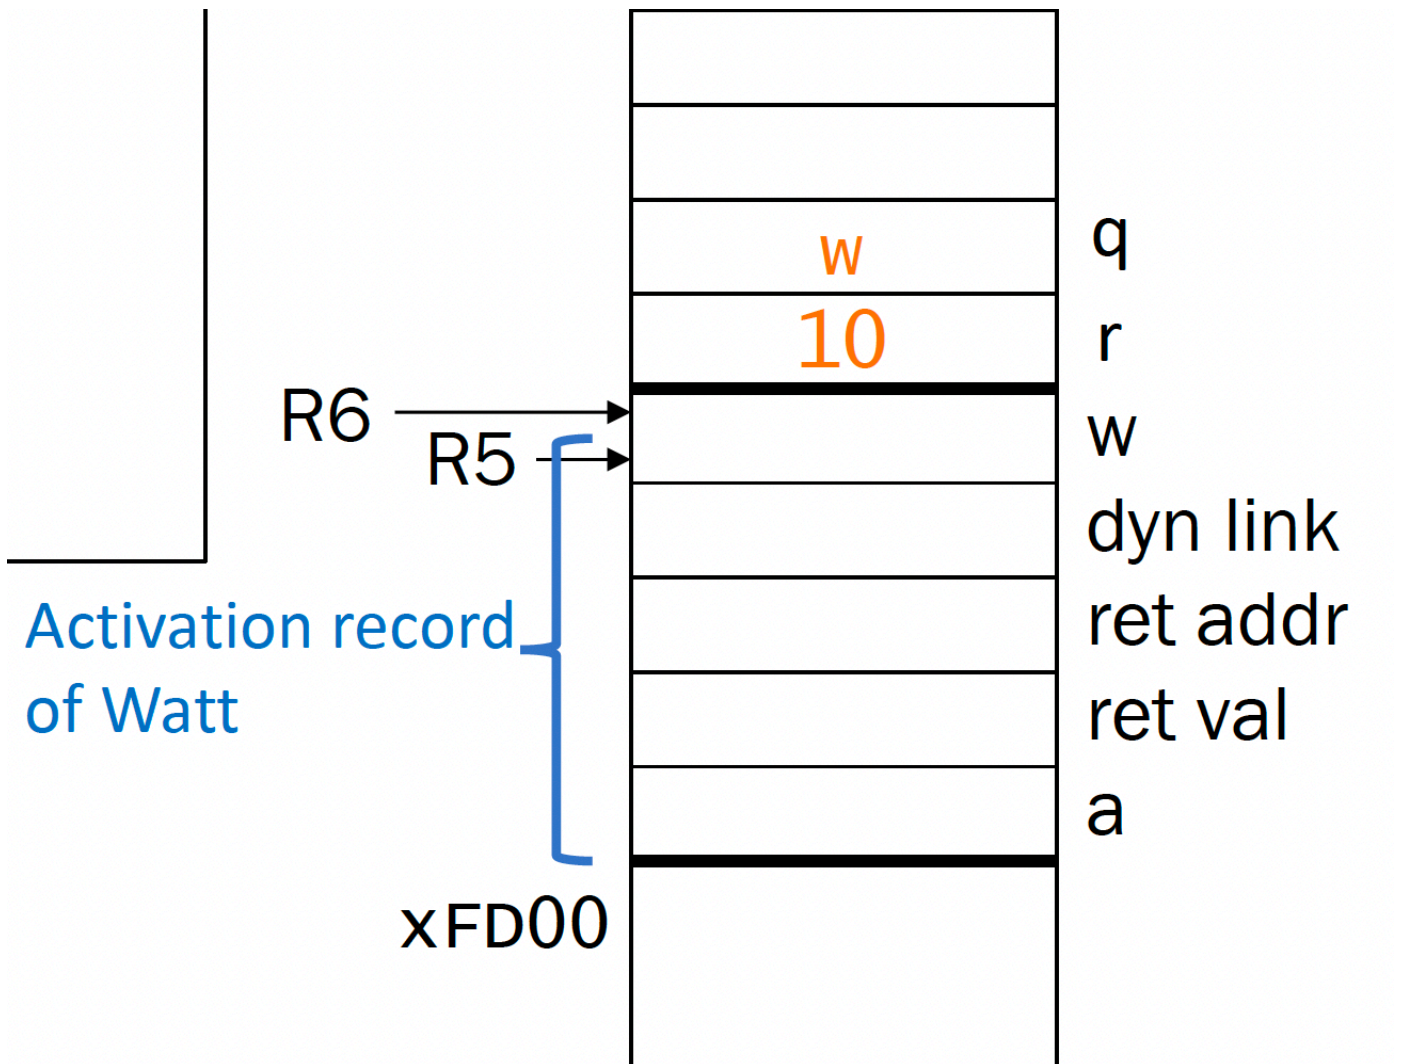 q
w
10
r
R6
w
R5
dyn link
Activation record
of Watt
ret addr
ret val
a
xFD00